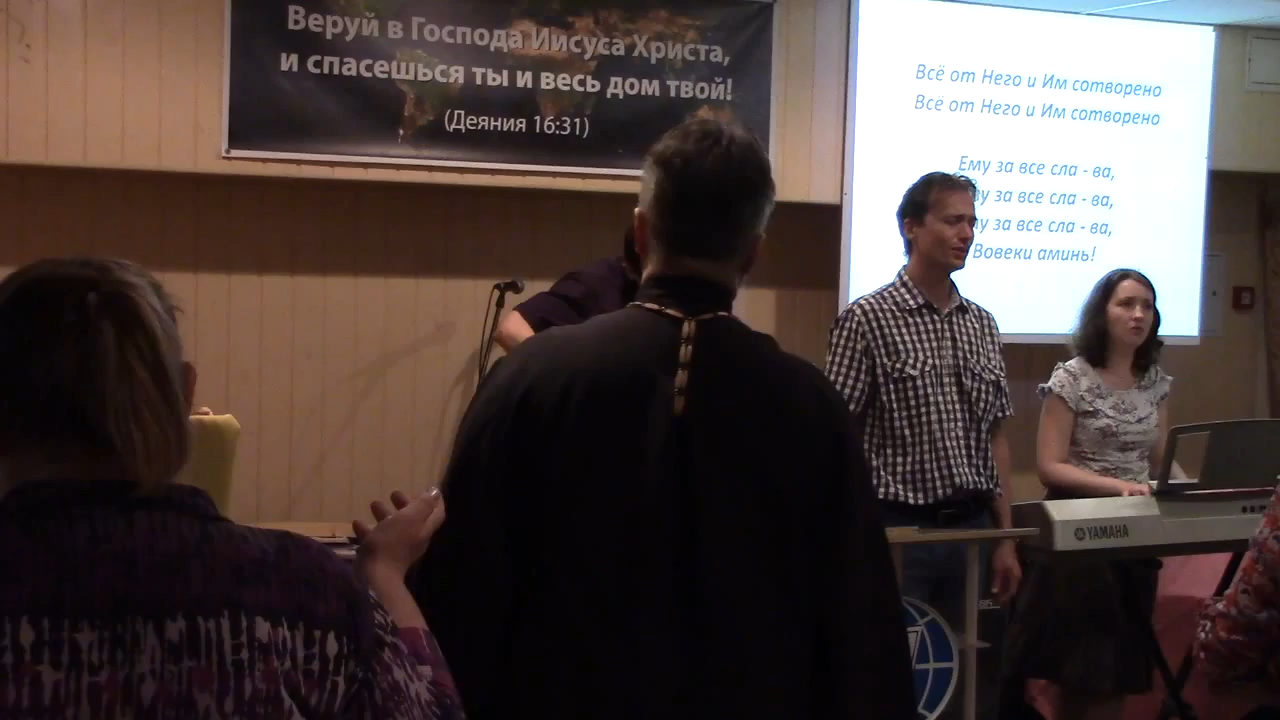 Веруй в Господа Иисуса Христа,
и спасешься ты и весь дом твой!
(Деяния 16:31)
Всё от Него и Им сотворено
Всё от Него и Им сотворено
Ему за все сла - ва,
за все сла - ва,
за все сла - ва,
Вовеки аминь!
YAMAHA